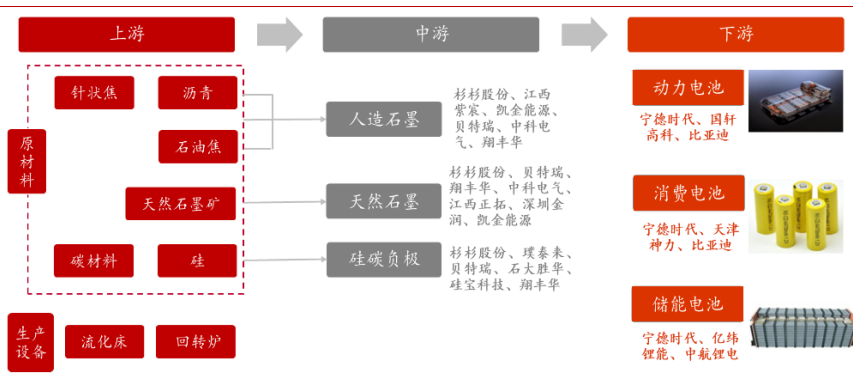 上游
中游
下游
原
材
料
针状焦
沥青
石油焦
天然石墨矿
碳材料
硅
生产
设备
流化床
回转炉
人造石墨
杉杉股份、江西
紫宸、凯金能源、
贝特瑞、中科电
气、翔丰华
天然石墨
杉杉股份、贝特瑞、
翔丰华、中科电气、
江西正拓、深圳金
润、凯金能源
硅碳负极
杉杉股份、璞泰来、
贝特瑞、石大胜华、
硅宝科技、翔丰华
动力电池
宁德时代、国轩
高科、比亚迪
消费电池
宁德时代、天津
神力、比亚迪
储能电池
宁德时代、亿纬
锂能、中航锂电